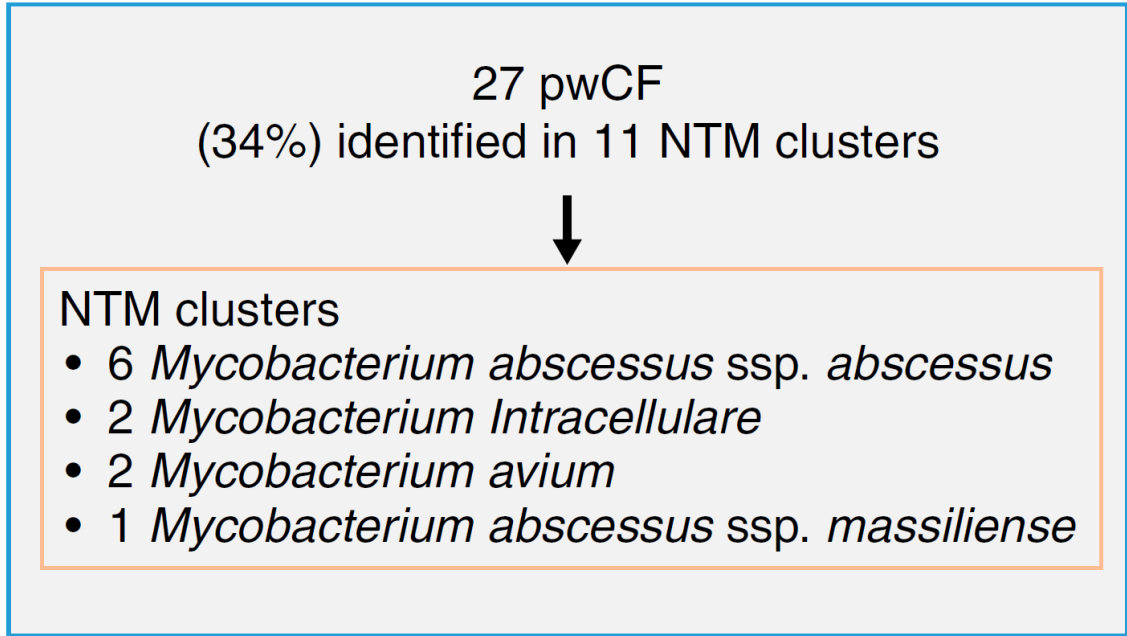 27 pwCF
(34%) identified in 11 NTM clusters
NTM clusters
• 6 Mycobacterium abscessus ssp. abscessus
• 2 Mycobacterium Intracellulare
• 2 Mycobacterium avium
• 1 Mycobacterium abscessus ssp. massiliense